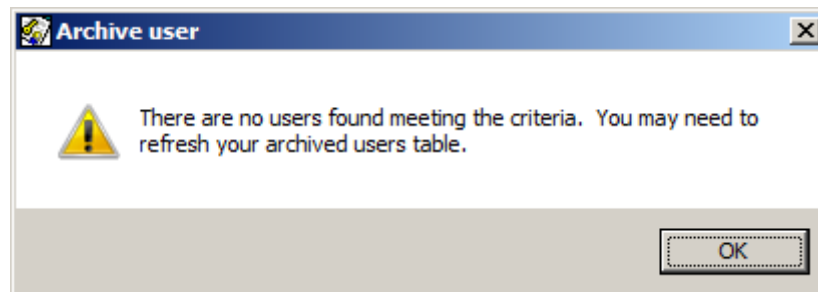 Archive user
There are no users found meeting the criteria.  You may need to
refresh your archived users table.
OK